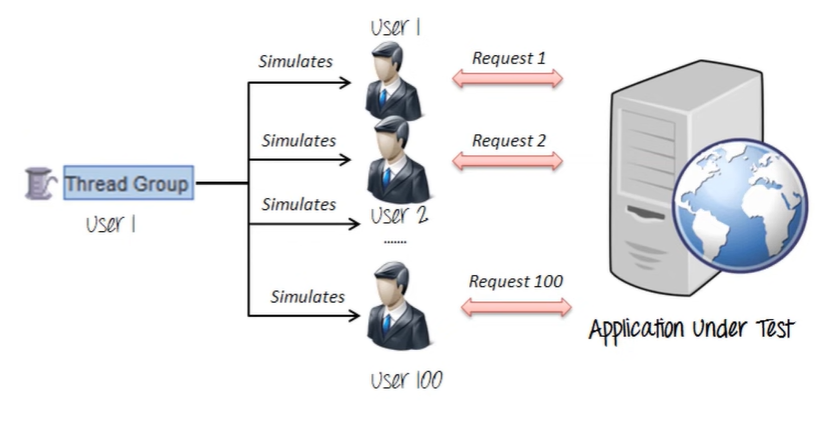 User 1
Simulates
Request 1
Simulates
Request 2
Thread Group
Simulates
User 2
User 1
.......
Simulates
Request 100
Application Under Test
User 100